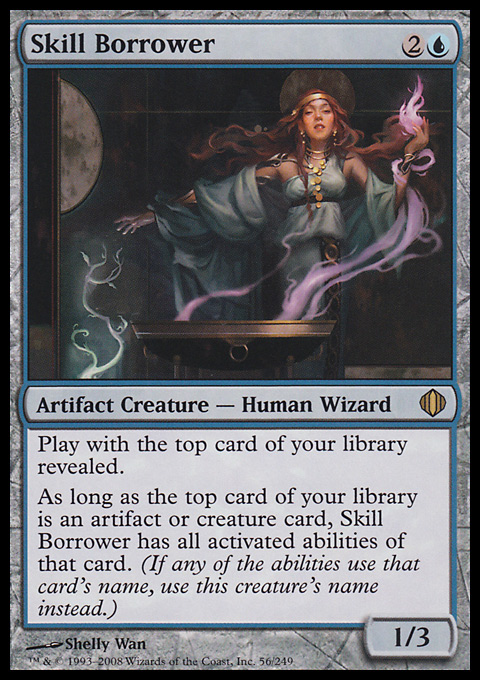 Skill Borrower 2
Artifact Creature — Human Wizard
Play with the top card of your library
revealed.
As long as the top card of your library
is an artifact or creature card, Skill
Borrower has all activated abilities of
that card. (If any of the abilities use that
card's name, use this creature's name
instead.)
Shelly Wan
1/3
™ & © 1993–2008 Wizards of the Coast, Inc. 56/249